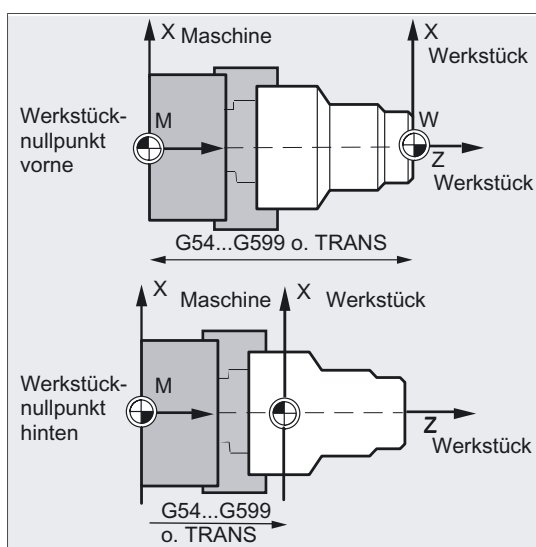 X Maschine
X
Werkstück
Werkstück-
nullpunkt
vorne
M
W
Z
Werkstück
G54...G599 o. TRANS
X Maschine
X Werkstück
Werkstück-
nullpunkt
hinten
M
Z
Werkstück
G54...G599
o. TRANS